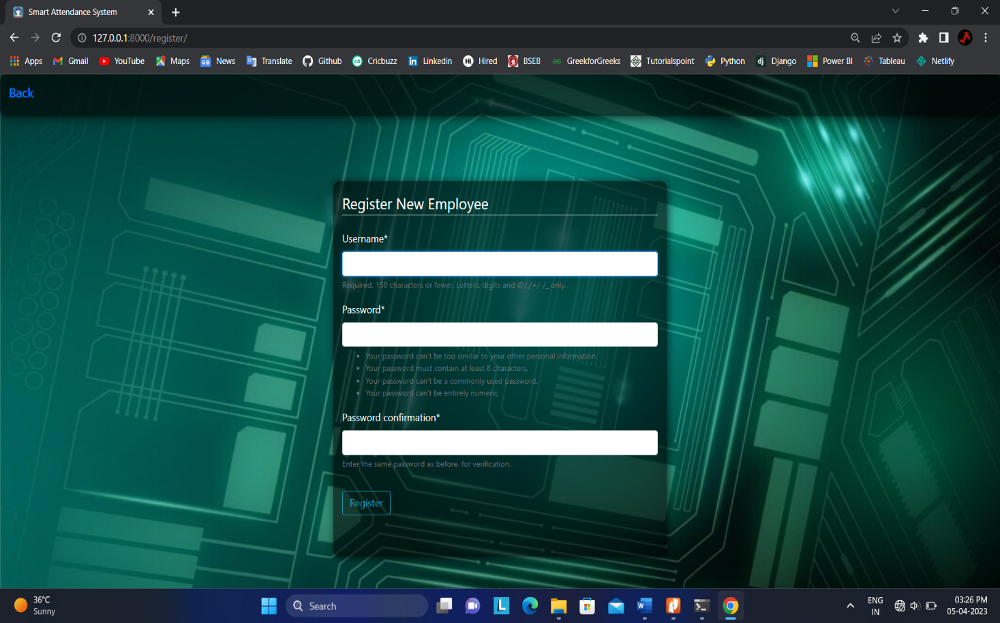 Smart Attendance System
127.0.0.1:8000/register/
Apps Gmail YouTube Maps News Translate Github Cricbuzz Linkedin Hired BSEB GreekforGreeks Tutorialspoint Python Django Power BI Tableau Netlify
Back
Register New Employee
Username*
Required. 150 characters or fewer. Letters, digits and @/./+/-/_ only.
Password*
Your password can't be too similar to your other personal information.
Your password must contain at least 8 characters.
Your password can't be a commonly used password.
Your password can't be entirely numeric.
Password confirmation*
Enter the same password as before, for verification.
Register
36°C
Sunny
Search
ENG
IN
03:26 PM
05-04-2023